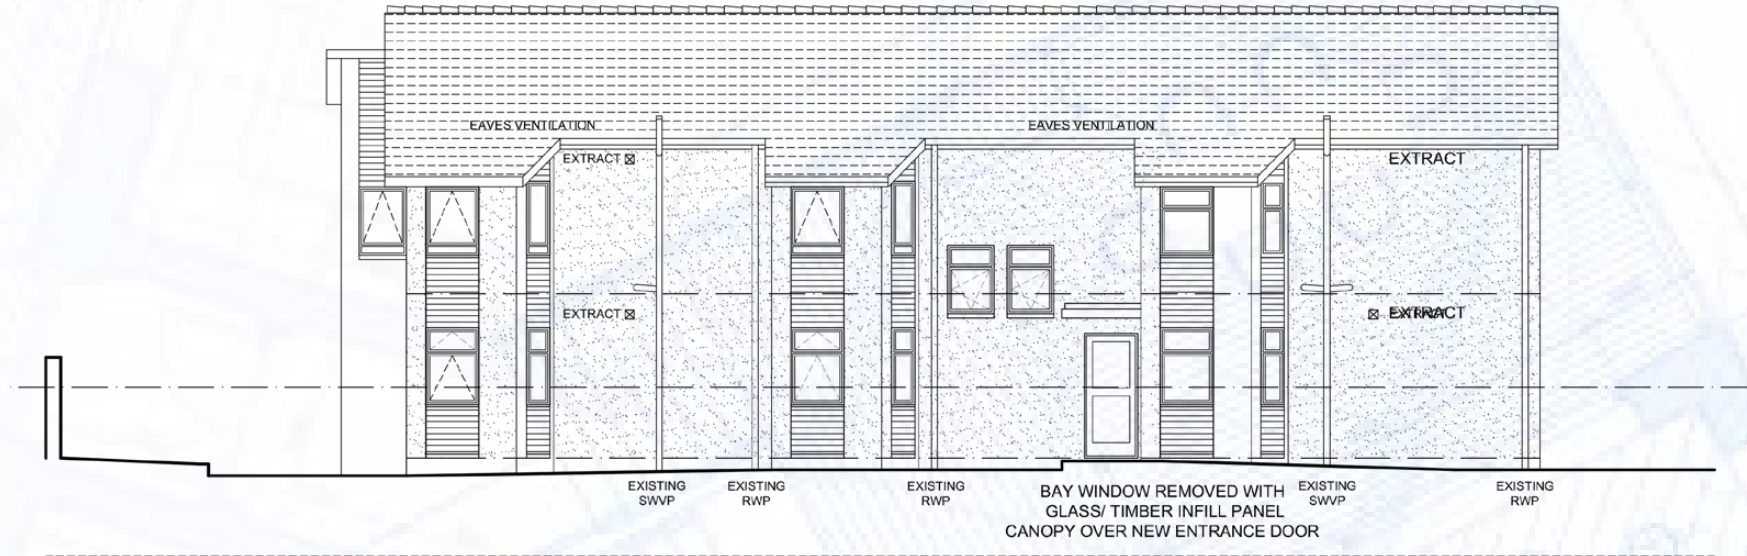 EAVES VENTILATION
EAVES VENTILATION
EXTRACT
EXTRACT
EXTRACT
EXTRACT
EXISTING
SWVP
EXISTING
RWP
EXISTING
RWP
BAY WINDOW REMOVED WITH
GLASS/ TIMBER INFILL PANEL
CANOPY OVER NEW ENTRANCE DOOR
EXISTING
SWVP
EXISTING
RWP